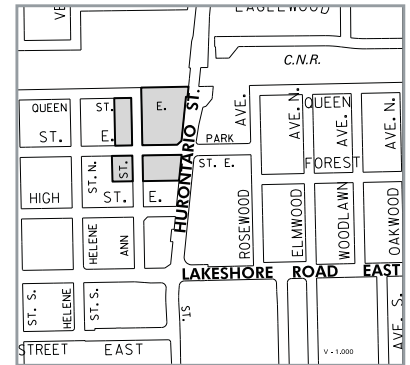 EAGLEWOOD
VE
C.N.R.
QUEEN ST. E.
ST. E.
HURONTARIO ST.
PARK
AVE.
AVE. N.
QUEEN
AVE. N.
AVE. N.
FOREST
ST. N.
ST.
ST. E.
HIGH ST. E.
ROSEWOOD
ELMWOOD
WOODLAWN
OAKWOOD
HELENE
ANN
LAKESHORE ROAD EAST
ST. S.
HELENE
ST. S.
ST.
AVE. S.
STREET EAST
V - 1.000